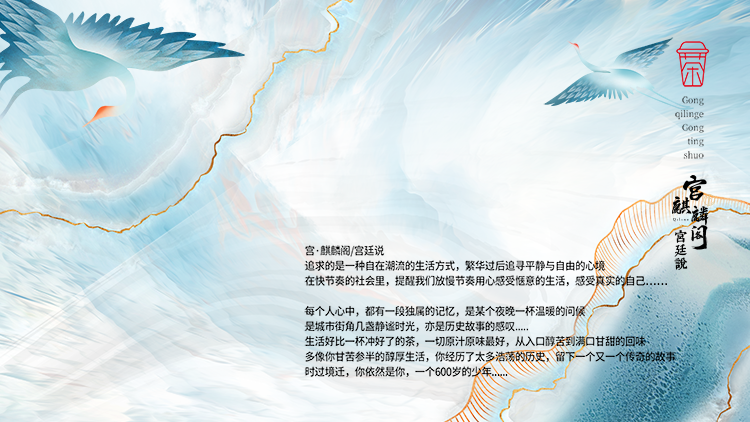 茶
Gong
qilinge
Gong
ting
shuo
宫
麒麟阁
Qilin
宫廷說
宫·麒麟阁/宫廷说
追求的是一种自在潮流的生活方式，繁华过后追寻平静与自由的心境
在快节奏的社会里，提醒我们放慢节奏用心感受惬意的生活，感受真实的自己……
每个人心中，都有一段独属的记忆，是某个夜晚一杯温暖的问候
是城市街角几盏静谧时光，亦是历史故事的感叹.....
生活好比一杯冲好了的茶，一切原汁原味最好，从入口醇苦到满口甘甜的回味·
多像你甘苦参半的醇厚生活，你经历了太多浩荡的历史，留下一个又一个传奇的故事
时过境迁，你依然是你，一个600岁的少年......